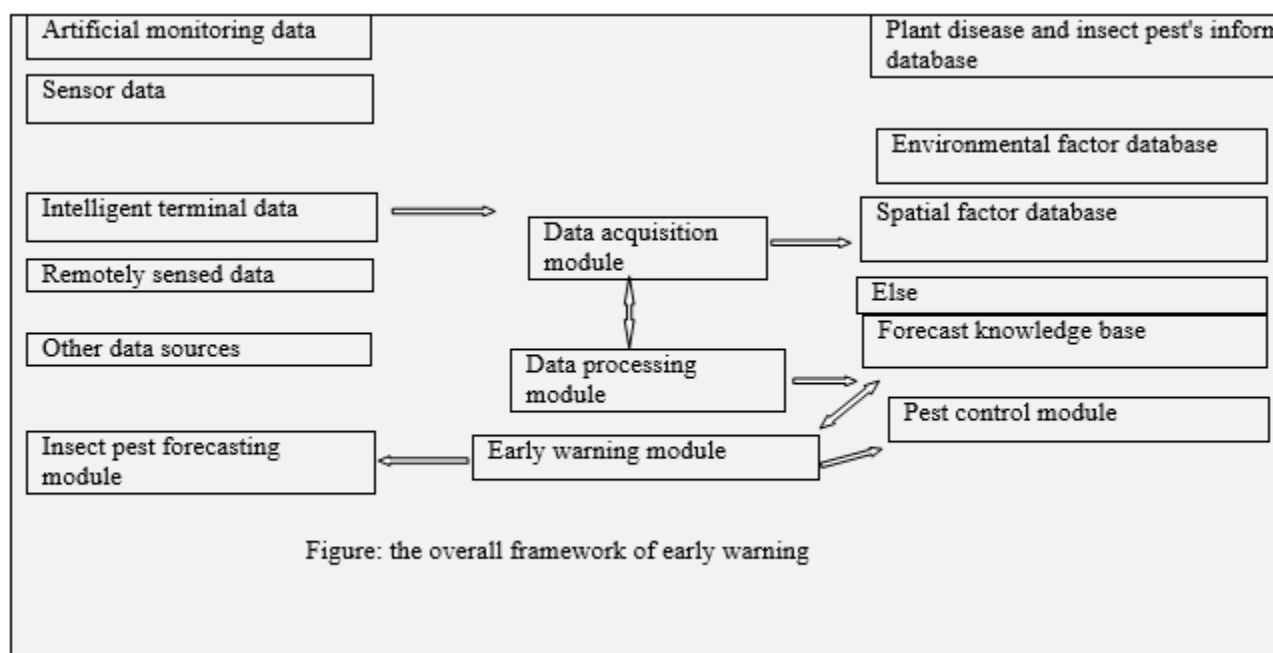 Artificial monitoring data
Plant disease and insect pest's inform
database
Sensor data
Environmental factor database
Intelligent terminal data
Spatial factor database
Data acquisition
module
Remotely sensed data
Else
Forecast knowledge base
Other data sources
Data processing
module
Pest control module
Insect pest forecasting
module
Early warning module
Figure: the overall framework of early warning